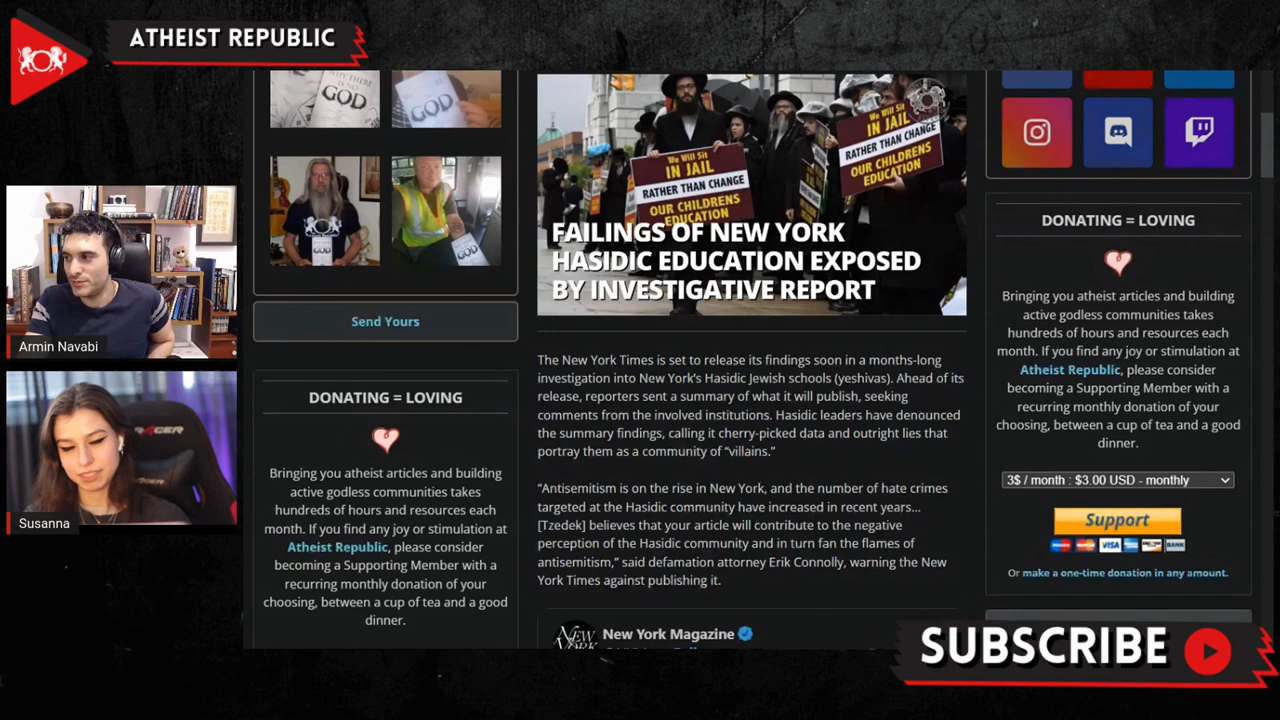 ATHEIST REPUBLIC
WHY THERE
IS NO
GOD
GOD
GOD
GOD
Send Yours
DONATING = LOVING
Bringing you atheist articles and building
active godless communities takes
hundreds of hours and resources each
month. If you find any joy or stimulation at
Atheist Republic, please consider
becoming a Supporting Member with a
recurring monthly donation of your
choosing, between a cup of tea and a good
dinner.
Armin Navabi
Susanna
We Will Sit
IN JAIL
RATHER THAN CHANGE
OUR CHILDRENS
EDUCATION
We Will Sit
IN JAIL
RATHER THAN CHANGE
OUR CHILDRENS
EDUCATION
FAILINGS OF NEW YORK
HASIDIC EDUCATION EXPOSED
BY INVESTIGATIVE REPORT
The New York Times is set to release its findings soon in a months-long
investigation into New York's Hasidic Jewish schools (yeshivas). Ahead of its
release, reporters sent a summary of what it will publish, seeking
comments from the involved institutions. Hasidic leaders have denounced
the summary findings, calling it cherry-picked data and outright lies that
portray them as a community of “villains.”
“Antisemitism is on the rise in New York, and the number of hate crimes
targeted at the Hasidic community have increased in recent years...
[Tzedek] believes that your article will contribute to the negative
perception of the Hasidic community and in turn fan the flames of
antisemitism,” said defamation attorney Erik Connolly, warning the New
York Times against publishing it.
NEW
New York Magazine
DONATING = LOVING
Bringing you atheist articles and building
active godless communities takes
hundreds of hours and resources each
month. If you find any joy or stimulation at
Atheist Republic, please consider
becoming a Supporting Member with a
recurring monthly donation of your
choosing, between a cup of tea and a good
dinner.
3$ / month : $3.00 USD - monthly
Support
VISA
BANK
Or make a one-time donation in any amount.
SUBSCRIBE